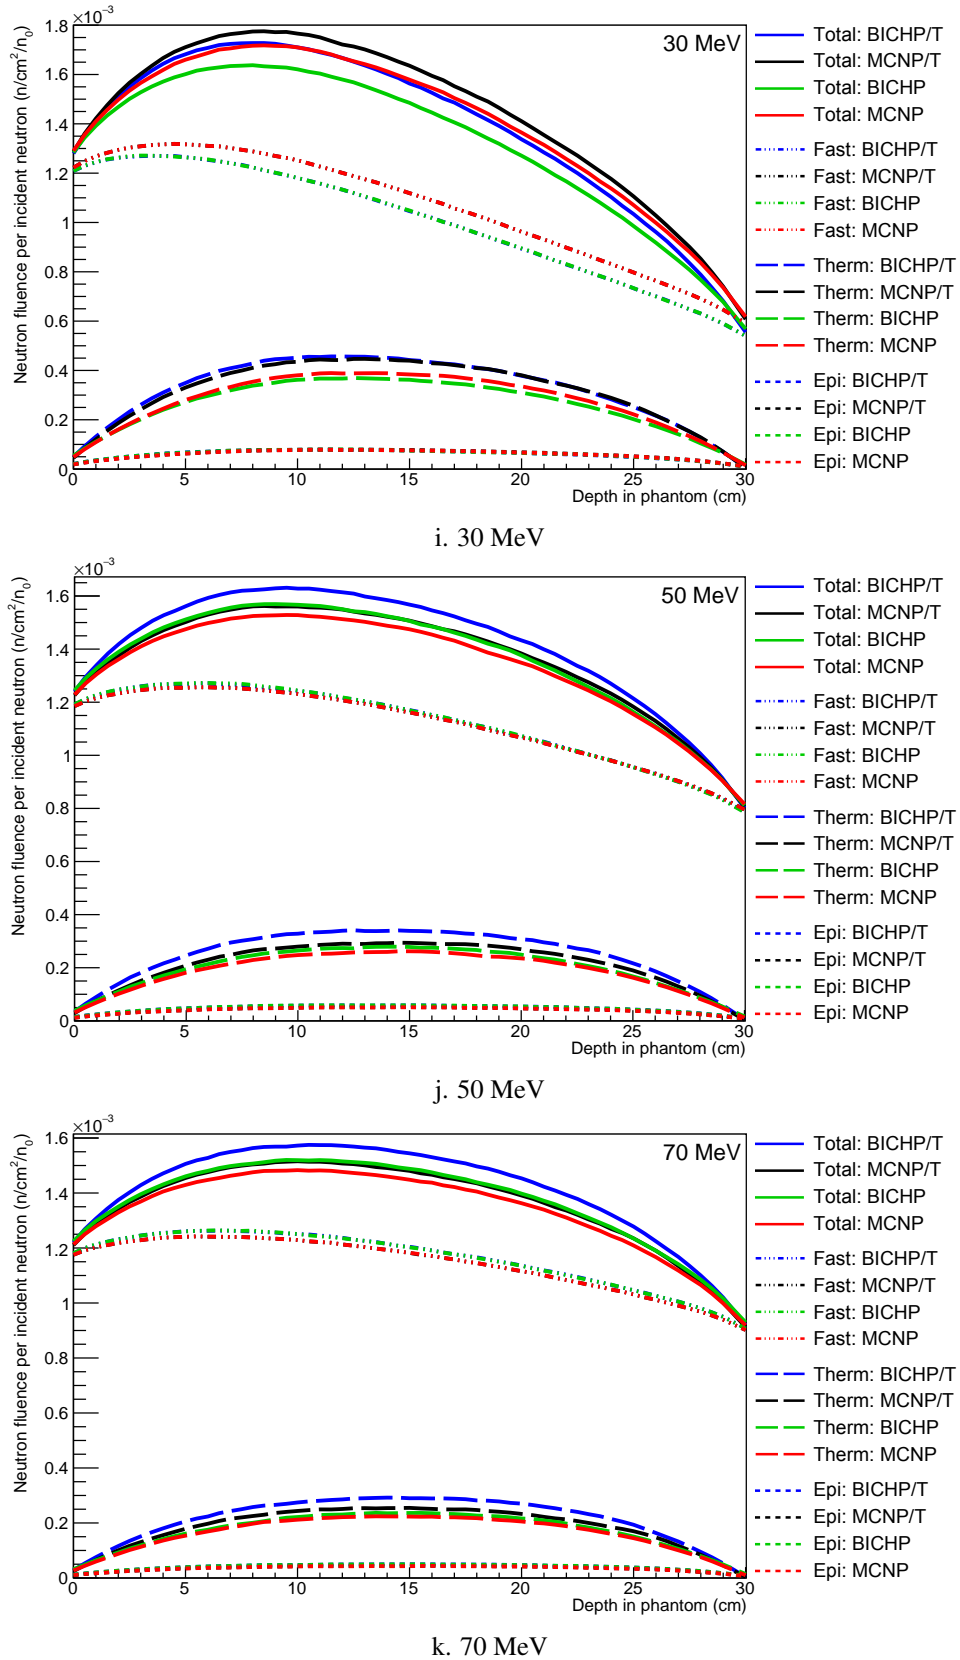 ×10⁻³
1.8
1.6
1.4
1.2
1
0.8
0.6
0.4
0.2
0
Neutron fluence per incident neutron (n/cm²/n₀)
30 MeV
0 5 10 15 20 25 30
Depth in phantom (cm)
Total: BICHP/T
Total: MCNP/T
Total: BICHP
Total: MCNP
Fast: BICHP/T
Fast: MCNP/T
Fast: BICHP
Fast: MCNP
Therm: BICHP/T
Therm: MCNP/T
Therm: BICHP
Therm: MCNP
Epi: BICHP/T
Epi: MCNP/T
Epi: BICHP
Epi: MCNP
i. 30 MeV
×10⁻³
1.6
1.4
1.2
1
0.8
0.6
0.4
0.2
0
Neutron fluence per incident neutron (n/cm²/n₀)
50 MeV
0 5 10 15 20 25 30
Depth in phantom (cm)
Total: BICHP/T
Total: MCNP/T
Total: BICHP
Total: MCNP
Fast: BICHP/T
Fast: MCNP/T
Fast: BICHP
Fast: MCNP
Therm: BICHP/T
Therm: MCNP/T
Therm: BICHP
Therm: MCNP
Epi: BICHP/T
Epi: MCNP/T
Epi: BICHP
Epi: MCNP
j. 50 MeV
×10⁻³
1.6
1.4
1.2
1
0.8
0.6
0.4
0.2
0
Neutron fluence per incident neutron (n/cm²/n₀)
70 MeV
0 5 10 15 20 25 30
Depth in phantom (cm)
Total: BICHP/T
Total: MCNP/T
Total: BICHP
Total: MCNP
Fast: BICHP/T
Fast: MCNP/T
Fast: BICHP
Fast: MCNP
Therm: BICHP/T
Therm: MCNP/T
Therm: BICHP
Therm: MCNP
Epi: BICHP/T
Epi: MCNP/T
Epi: BICHP
Epi: MCNP
k. 70 MeV